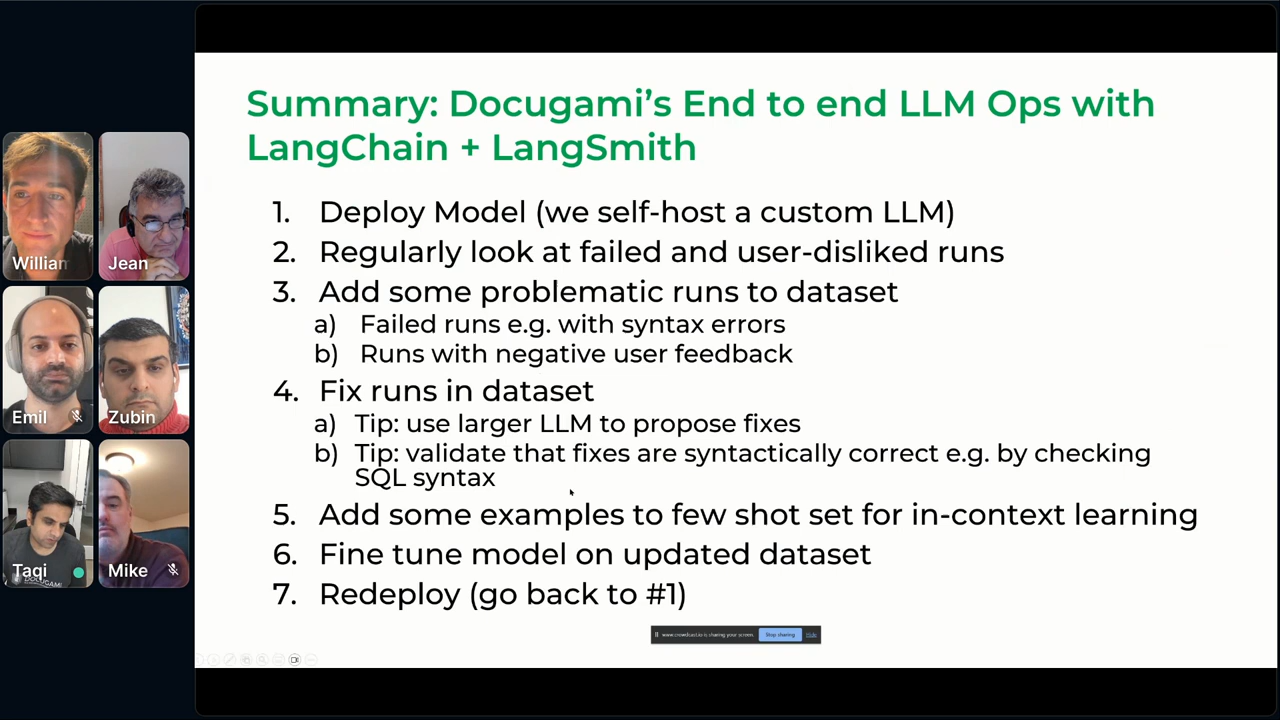 Summary: Docugami's End to end LLM Ops with
LangChain + LangSmith
1. Deploy Model (we self-host a custom LLM)
2. Regularly look at failed and user-disliked runs
3. Add some problematic runs to dataset
a) Failed runs e.g. with syntax errors
b) Runs with negative user feedback
4. Fix runs in dataset
a) Tip: use larger LLM to propose fixes
b) Tip: validate that fixes are syntactically correct e.g. by checking
SQL syntax
5. Add some examples to few shot set for in-context learning
6. Fine tune model on updated dataset
7. Redeploy (go back to #1)
www.crowdcast.io is sharing your screen. Stop sharing Hide
William
Jean
Emil
Zubin
Taqi
DOCUGAMI
Mike